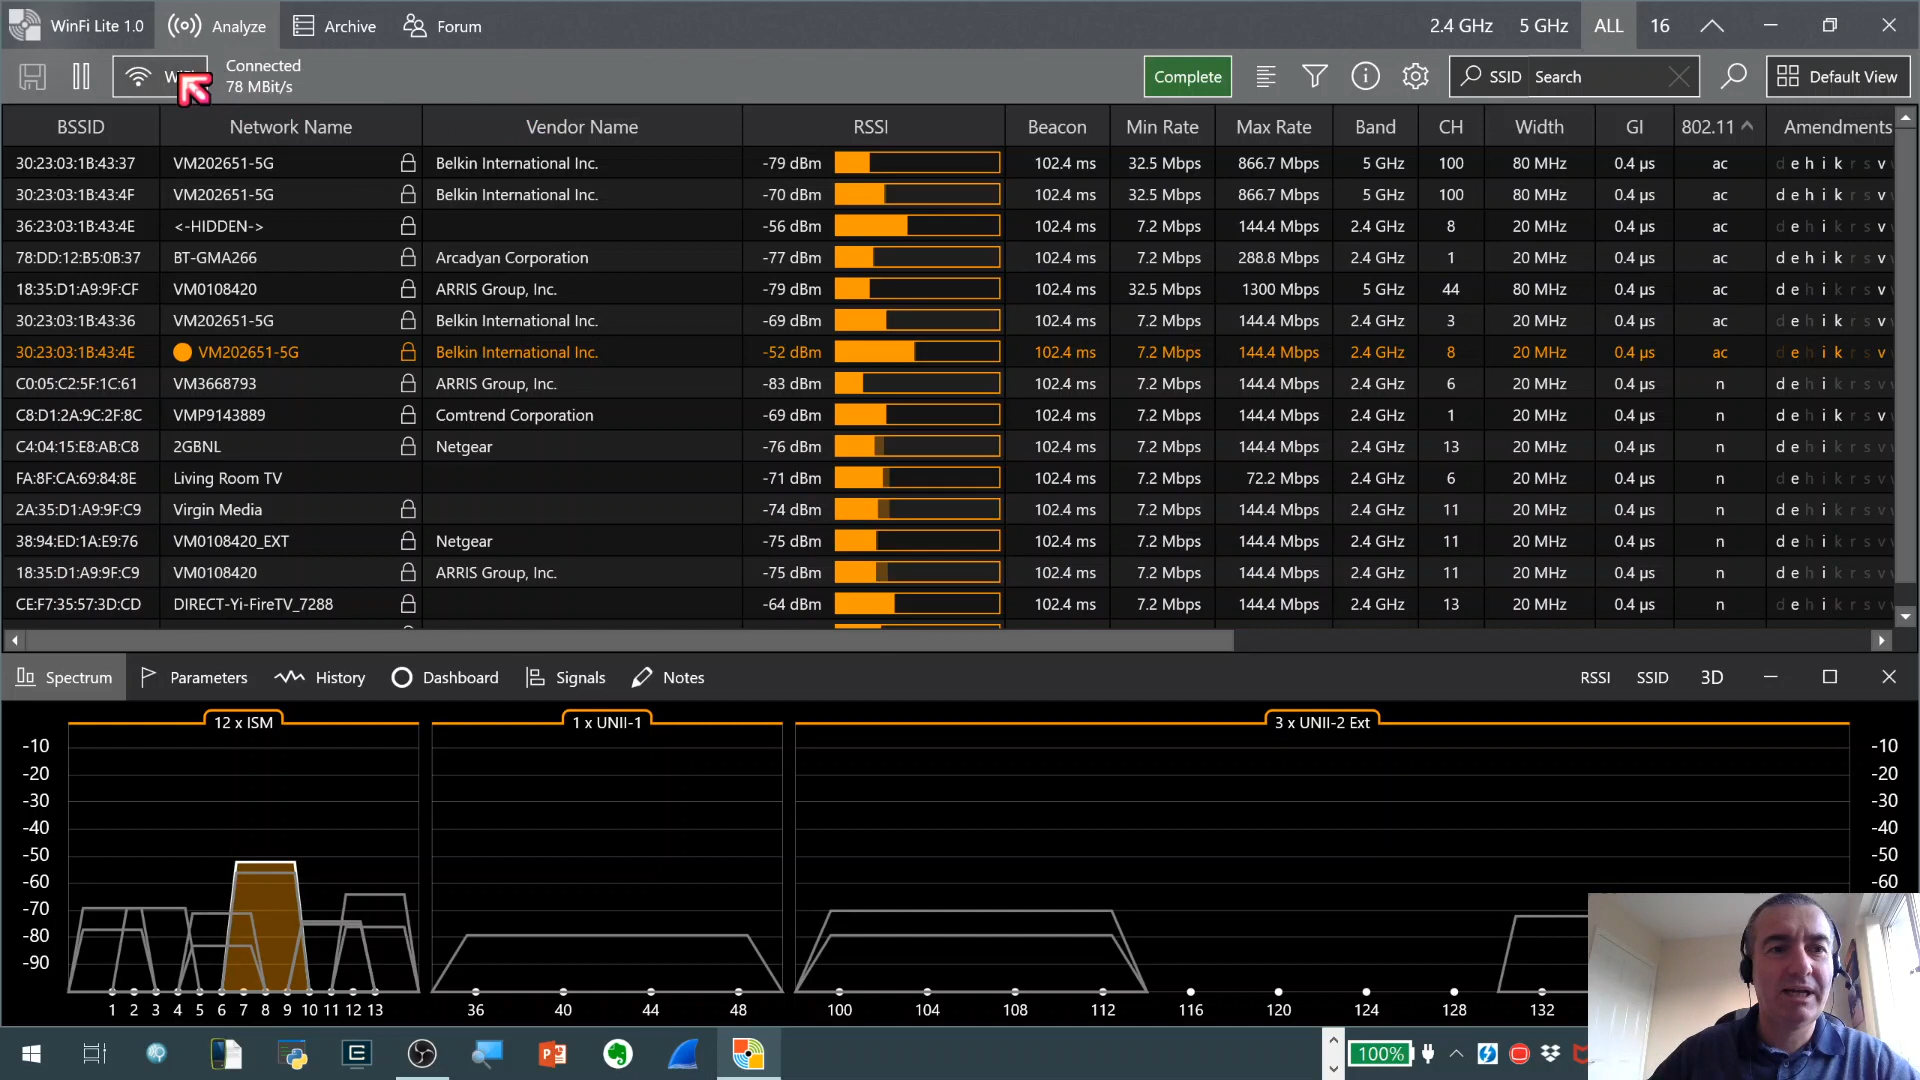 WinFi Lite 1.0 Analyze Archive Forum 2.4 GHz 5 GHz ALL 16
Connected
78 MBit/s
Complete SSID Search Default View
BSSID Network Name Vendor Name RSSI Beacon Min Rate Max Rate Band CH Width GI 802.11 Amendments
30:23:03:1B:43:37 VM202651-5G Belkin International Inc. -79 dBm 102.4 ms 32.5 Mbps 866.7 Mbps 5 GHz 100 80 MHz 0.4 µs ac d e h i k r s v
30:23:03:1B:43:4F VM202651-5G Belkin International Inc. -70 dBm 102.4 ms 32.5 Mbps 866.7 Mbps 5 GHz 100 80 MHz 0.4 µs ac d e h i k r s v
36:23:03:1B:43:4E <-HIDDEN-> -56 dBm 102.4 ms 7.2 Mbps 144.4 Mbps 2.4 GHz 8 20 MHz 0.4 µs ac d e h i k r s v
78:DD:12:B5:0B:37 BT-GMA266 Arcadyan Corporation -77 dBm 102.4 ms 7.2 Mbps 288.8 Mbps 2.4 GHz 1 20 MHz 0.4 µs ac d e h i k r s v
18:35:D1:A9:9F:CF VM0108420 ARRIS Group, Inc. -79 dBm 102.4 ms 32.5 Mbps 1300 Mbps 5 GHz 44 80 MHz 0.4 µs ac d e h i k r s v
30:23:03:1B:43:36 VM202651-5G Belkin International Inc. -69 dBm 102.4 ms 7.2 Mbps 144.4 Mbps 2.4 GHz 3 20 MHz 0.4 µs ac d e h i k r s v
30:23:03:1B:43:4E VM202651-5G Belkin International Inc. -52 dBm 102.4 ms 7.2 Mbps 144.4 Mbps 2.4 GHz 8 20 MHz 0.4 µs ac d e h i k r s v
C0:05:C2:5F:1C:61 VM3668793 ARRIS Group, Inc. -83 dBm 102.4 ms 7.2 Mbps 144.4 Mbps 2.4 GHz 6 20 MHz 0.4 µs n d e h i k r s v
C8:D1:2A:9C:2F:8C VMP9143889 Comtrend Corporation -69 dBm 102.4 ms 7.2 Mbps 144.4 Mbps 2.4 GHz 1 20 MHz 0.4 µs n d e h i k r s v
C4:04:15:E8:AB:C8 2GBNL Netgear -76 dBm 102.4 ms 7.2 Mbps 144.4 Mbps 2.4 GHz 13 20 MHz 0.4 µs n d e h i k r s v
FA:8F:CA:69:84:8E Living Room TV -71 dBm 102.4 ms 7.2 Mbps 72.2 Mbps 2.4 GHz 6 20 MHz 0.4 µs n d e h i k r s v
2A:35:D1:A9:9F:C9 Virgin Media -74 dBm 102.4 ms 7.2 Mbps 144.4 Mbps 2.4 GHz 11 20 MHz 0.4 µs n d e h i k r s v
38:94:ED:1A:E9:76 VM0108420_EXT Netgear -75 dBm 102.4 ms 7.2 Mbps 144.4 Mbps 2.4 GHz 11 20 MHz 0.4 µs n d e h i k r s v
18:35:D1:A9:9F:C9 VM0108420 ARRIS Group, Inc. -75 dBm 102.4 ms 7.2 Mbps 144.4 Mbps 2.4 GHz 11 20 MHz 0.4 µs n d e h i k r s v
CE:F7:35:57:3D:CD DIRECT-Yi-FireTV_7288 -64 dBm 102.4 ms 7.2 Mbps 144.4 Mbps 2.4 GHz 13 20 MHz 0.4 µs n d e h i k r s v
Spectrum Parameters History Dashboard Signals Notes RSSI SSID 3D
12 x ISM 1 x UNII-1 3 x UNII-2 Ext
-10 -10
-20 -20
-30 -30
-40 -40
-50 -50
-60 -60
-70
-80
-90
1 2 3 4 5 6 7 8 9 10 11 12 13 36 40 44 48 100 104 108 112 116 120 124 128 132
100%